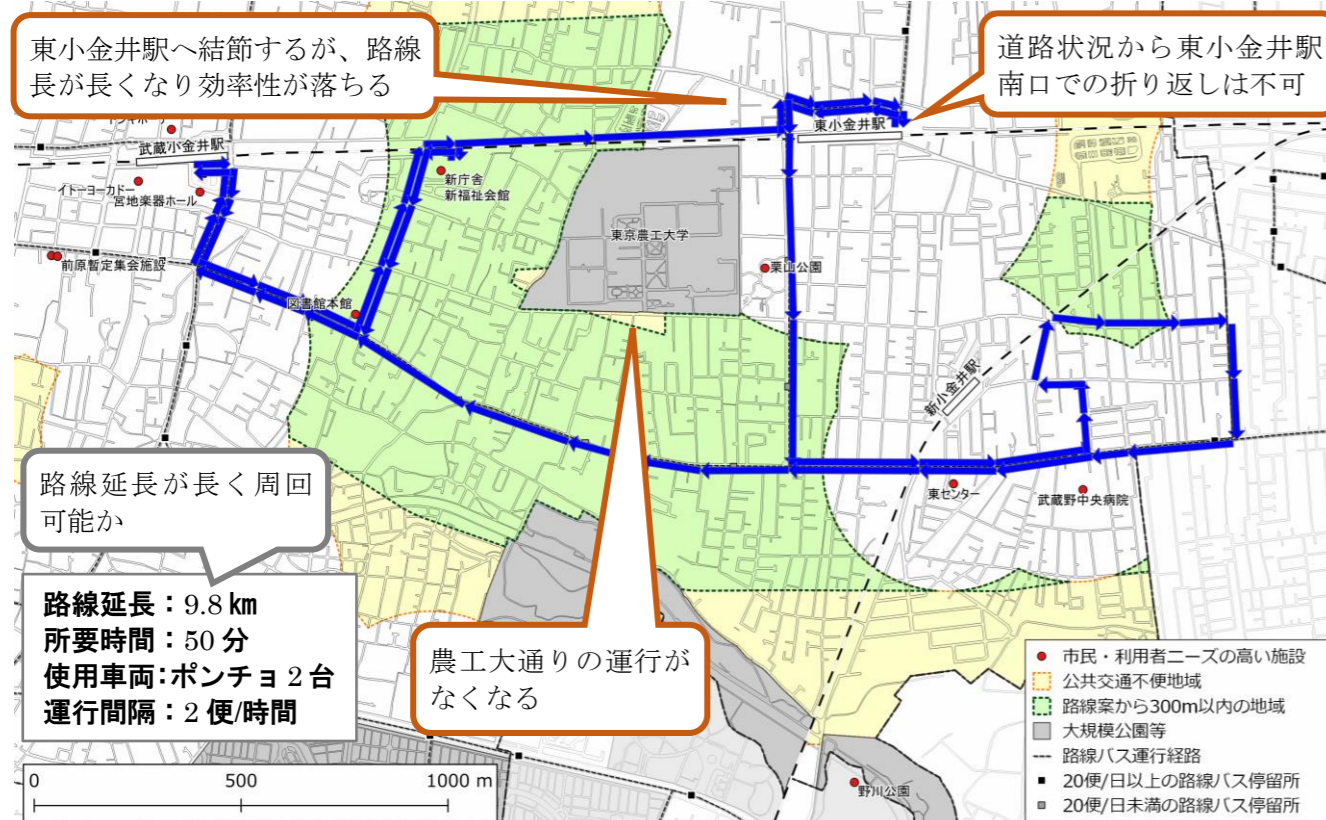 東小金井駅へ結節するが、路線
長が長くなり効率性が落ちる
道路状況から東小金井駅
南口での折り返しは不可
ドンキホーテ
武蔵小金井駅
東小金井駅
イトーヨーカドー
宮地楽器ホール
新庁舎
新福祉会館
東京農工大学
前原暫定集会施設
栗山公園
図書館本館
新小金井駅
東センター
武蔵野中央病院
路線延長が長く周回
可能か
路線延長:9.8㎞
所要時間:50分
使用車両:ポンチョ2台
運行間隔:2便/時間
農工大通りの運行が
なくなる
野川公園
市民・利用者ニーズの高い施設
公共交通不便地域
路線案から300m以内の地域
大規模公園等
路線バス運行経路
20便/日以上の路線バス停留所
20便/日未満の路線バス停留所
0 500 1000 m